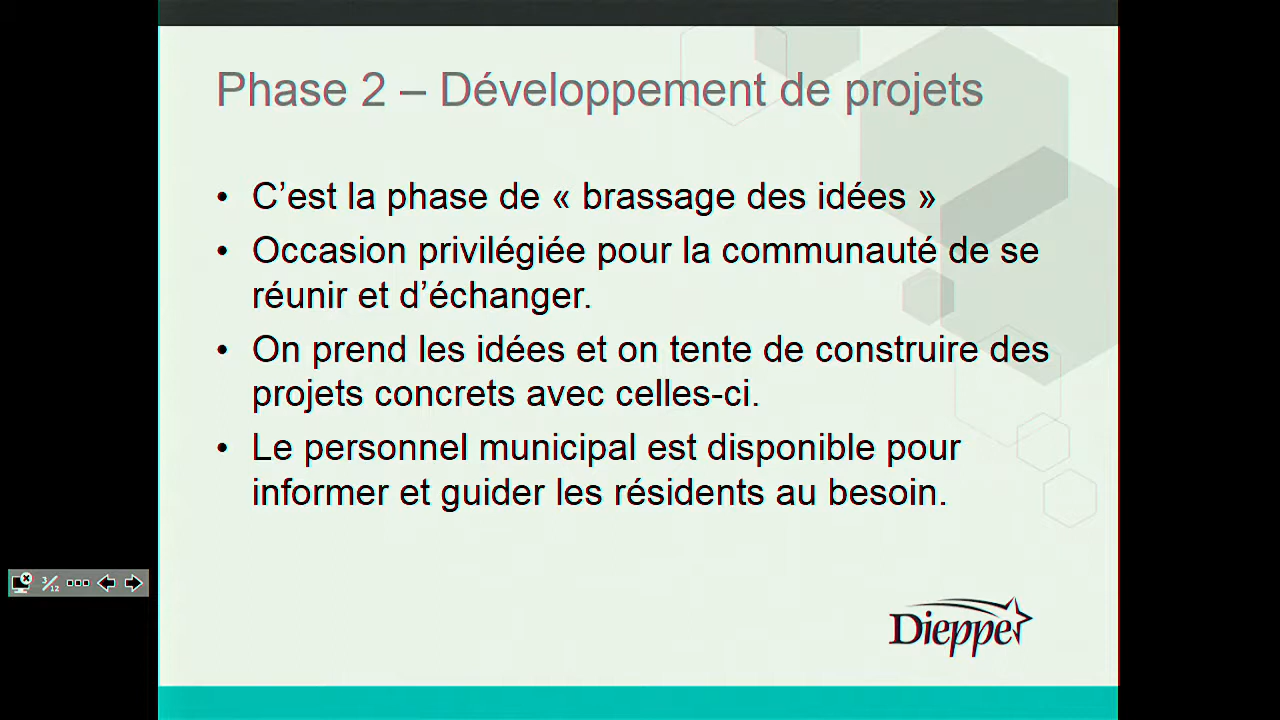 Phase 2 – Développement de projets
• C’est la phase de « brassage des idées »
• Occasion privilégiée pour la communauté de se
réunir et d’échanger.
• On prend les idées et on tente de construire des
projets concrets avec celles-ci.
• Le personnel municipal est disponible pour
informer et guider les résidents au besoin.
3/12
Dieppe